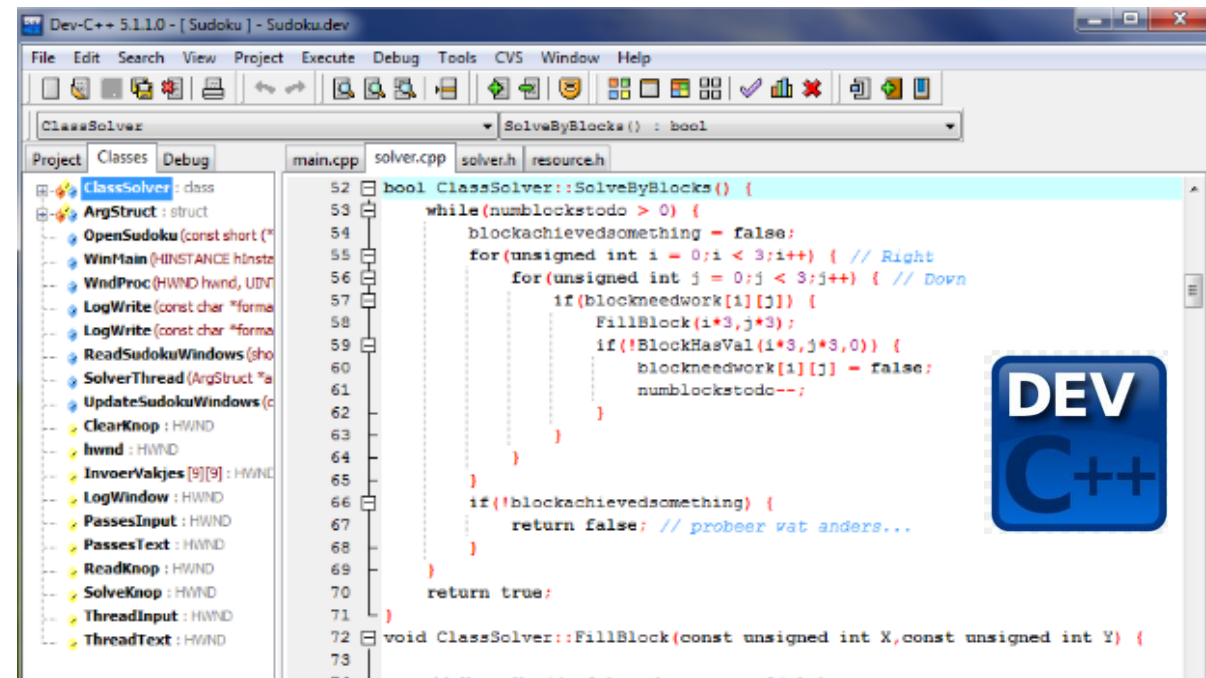 Dev-C++ 5.1.1.0 - [ Sudoku ] - Sudoku.dev
File Edit Search View Project Execute Debug Tools CVS Window Help
ClassSolver
SolveByBlocks () : bool
Project Classes Debug
main.cpp solver.cpp solver.h resource.h
ClassSolver : class
ArgStruct : struct
OpenSudoku (const short (*
WinMain (HINSTANCE hInsta
WndProc (HWND hwnd, UINT
LogWrite (const char *forma
LogWrite (const char *forma
ReadSudokuWindows (sho
SolverThread (ArgStruct *a
UpdateSudokuWindows (c
ClearKnop : HWND
hwnd : HWND
InvoerVakjes [9][9] : HWND
LogWindow : HWND
PassesInput : HWND
PassesText : HWND
ReadKnop : HWND
SolveKnop : HWND
ThreadInput : HWND
ThreadText : HWND
52 bool ClassSolver::SolveByBlocks() {
53 while(numblockstodo > 0) {
54 blockachievedsomething = false;
55 for(unsigned int i = 0;i < 3;i++) { // Right
56 for(unsigned int j = 0;j < 3;j++) { // Down
57 if(blockneedwork[i][j]) {
58 FillBlock(i*3,j*3);
59 if(!BlockHasVal(i*3,j*3,0)) {
60 blockneedwork[i][j] = false;
61 numblockstodo--;
62 }
63 }
64 }
65 }
66 if(!blockachievedsomething) {
67 return false; // probeer wat anders...
68 }
69 }
70 return true;
71 }
72 void ClassSolver::FillBlock(const unsigned int X,const unsigned int Y) {
73
DEV
C++